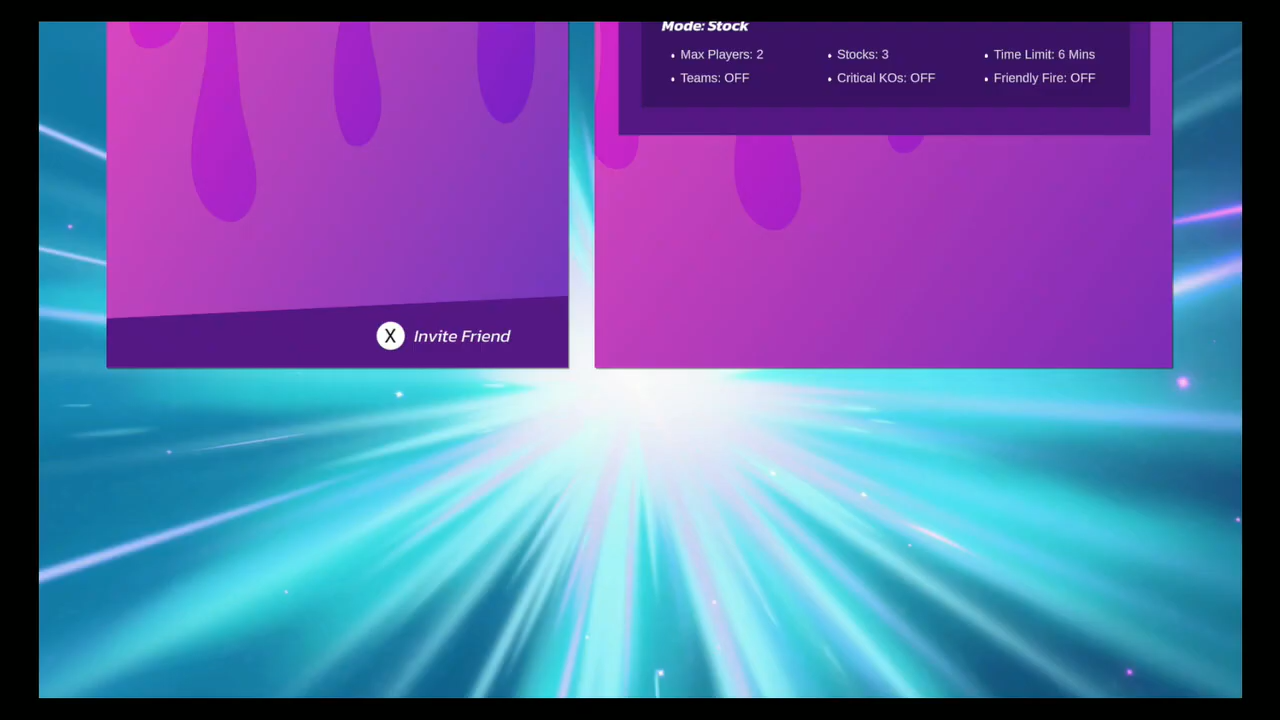 Mode: Stock
• Max Players: 2 • Stocks: 3 • Time Limit: 6 Mins
• Teams: OFF • Critical KOs: OFF • Friendly Fire: OFF
X Invite Friend